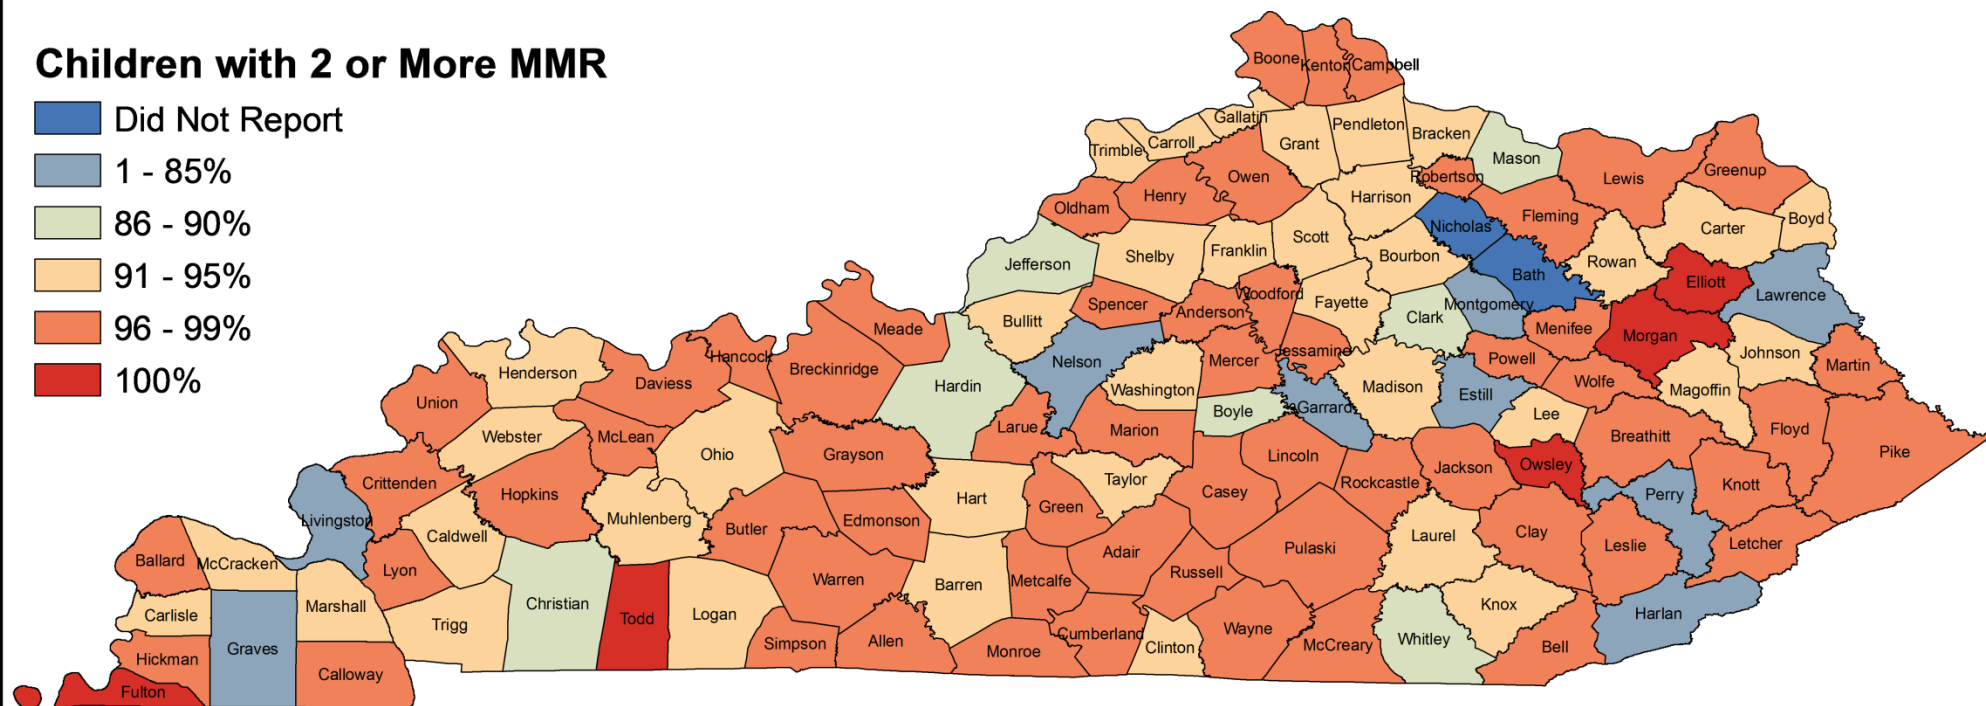 Children with 2 or More MMR
Did Not Report
1 - 85%
86 - 90%
91 - 95%
96 - 99%
100%
Boone
Kenton
Campbell
Gallatin
Pendleton
Carroll
Grant
Bracken
Trimble
Mason
Owen
Robertson
Lewis
Greenup
Henry
Harrison
Oldham
Fleming
Boyd
Nicholas
Carter
Scott
Franklin
Shelby
Bourbon
Jefferson
Rowan
Bath
Elliott
Woodford
Lawrence
Spencer
Fayette
Montgomery
Anderson
Clark
Bullitt
Meade
Menifee
Morgan
Jessamine
Johnson
Hancock
Powell
Nelson
Mercer
Martin
Breckinridge
Henderson
Daviess
Wolfe
Hardin
Madison
Washington
Magoffin
Estill
Union
Garrard
Boyle
Lee
Larue
Marion
Floyd
Webster
McLean
Breathitt
Pike
Ohio
Grayson
Lincoln
Owsley
Jackson
Taylor
Crittenden
Rockcastle
Knott
Casey
Hopkins
Perry
Hart
Green
Livingston
Muhlenberg
Edmonson
Butler
Clay
Caldwell
Laurel
Letcher
Leslie
Pulaski
Adair
Ballard
McCracken
Lyon
Russell
Warren
Metcalfe
Barren
Christian
Knox
Marshall
Carlisle
Harlan
Logan
Todd
Trigg
Wayne
Cumberland
Whitley
Allen
Simpson
McCreary
Bell
Clinton
Graves
Monroe
Hickman
Calloway
Fulton